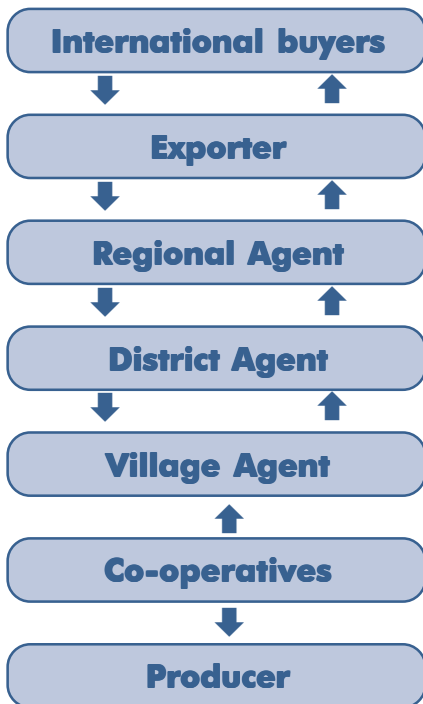 International buyers
Exporter
Regional Agent
District Agent
Village Agent
Co-operatives
Producer